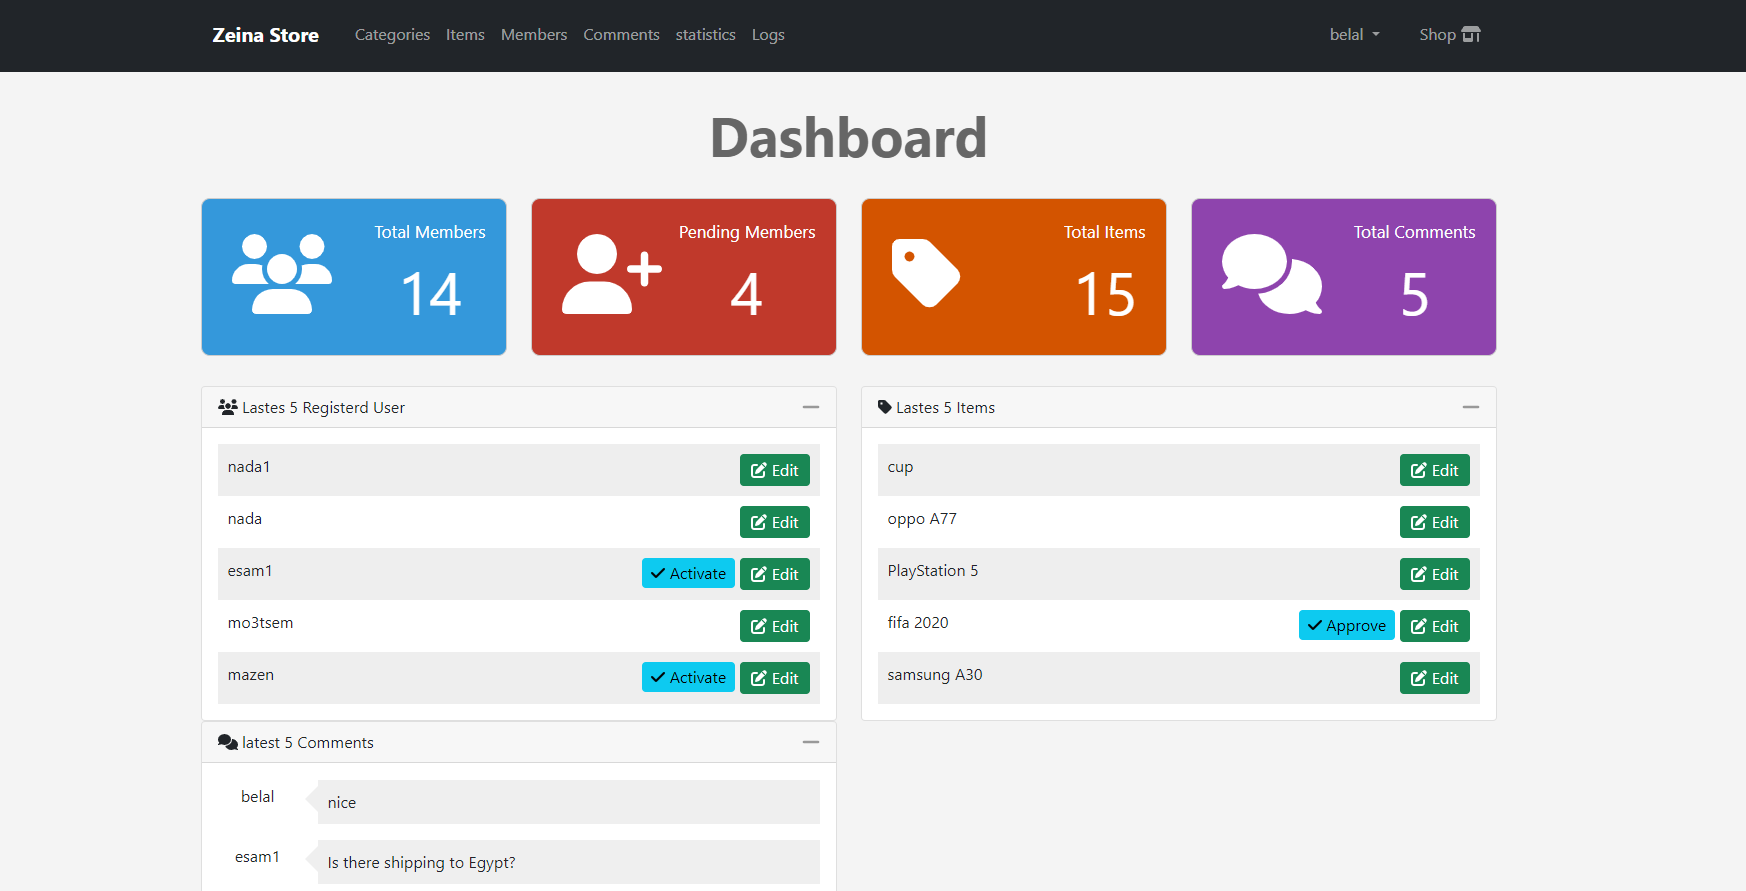 Zeina Store Categories Items Members Comments statistics Logs belal Shop
Dashboard
Total Members
14
Pending Members
4
Total Items
15
Total Comments
5
Lastes 5 Registerd User
nada1 Edit
nada Edit
esam1 Activate Edit
mo3tsem Edit
mazen Activate Edit
Lastes 5 Items
cup Edit
oppo A77 Edit
PlayStation 5 Edit
fifa 2020 Approve Edit
samsung A30 Edit
latest 5 Comments
belal nice
esam1 Is there shipping to Egypt?